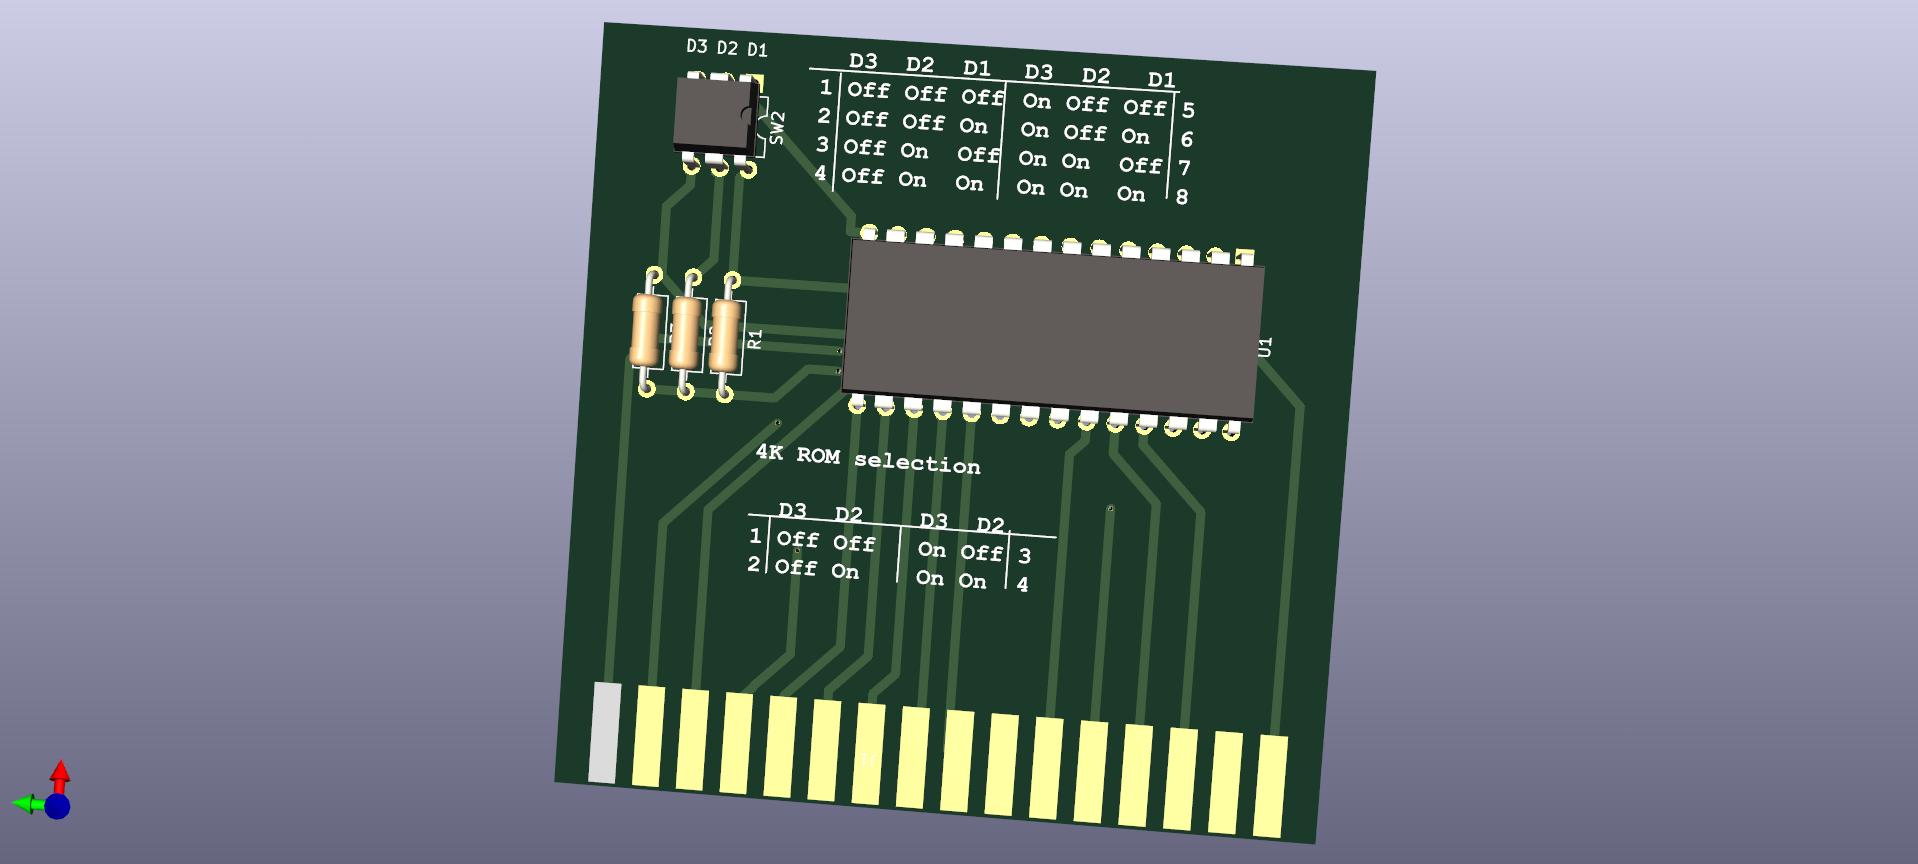 D3 D2 D1
D3 D2 D1 D3 D2 D1
1 Off Off Off On Off Off 5
2 Off Off On On Off On 6
3 Off On Off On On Off 7
4 Off On On On On On 8
SW2
R1
U1
4K ROM selection
D3 D2 D3 D2
1 Off Off On Off 3
2 Off On On On 4